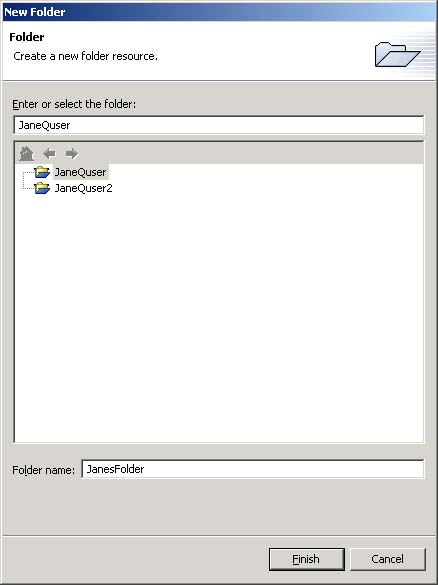 New Folder
Folder
Create a new folder resource.
Enter or select the folder:
JaneQuser
JaneQuser
JaneQuser2
Folder name: JanesFolder
Finish Cancel